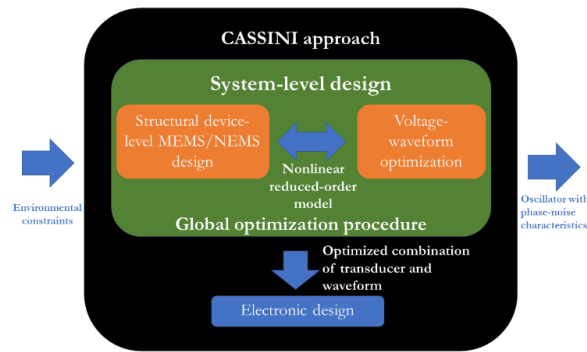 CASSINI approach
System-level design
Structural device-
level MEMS/NEMS
design
Voltage-
waveform
optimization
Nonlinear
reduced-order
model
Global optimization procedure
Environmental
constraints
Oscillator with
phase-noise
characteristics
Optimized combination
of transducer and
waveform
Electronic design